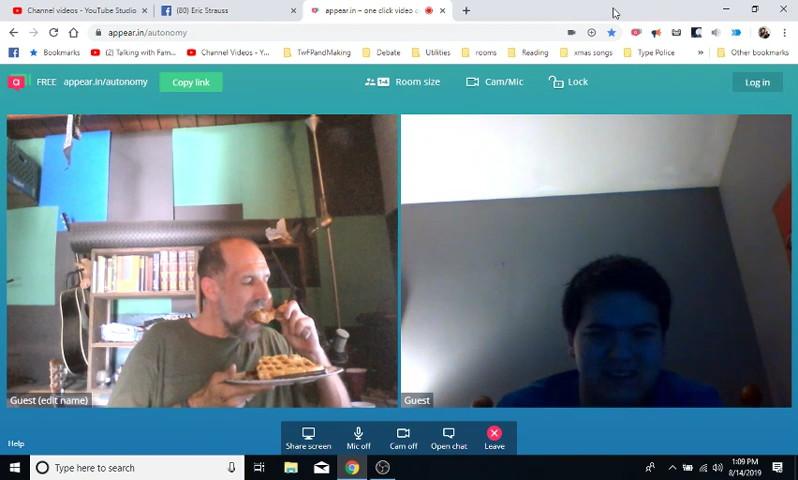 Channel videos - YouTube Studio
(80) Eric Strauss
appear.in – one click video c
appear.in/autonomy
Bookmarks
(2) Talking with Fam...
Channel Videos - Y...
TwFPandMaking
Debate
Utilities
rooms
Reading
xmas songs
Type Police
»
Other bookmarks
a
FREE
appear.in/autonomy
Copy link
1-4
Room size
Cam/Mic
Lock
Log in
Guest (edit name)
Guest
Share screen
Mic off
Cam off
Open chat
Leave
Help
Type here to search
1:09 PM
8/14/2019